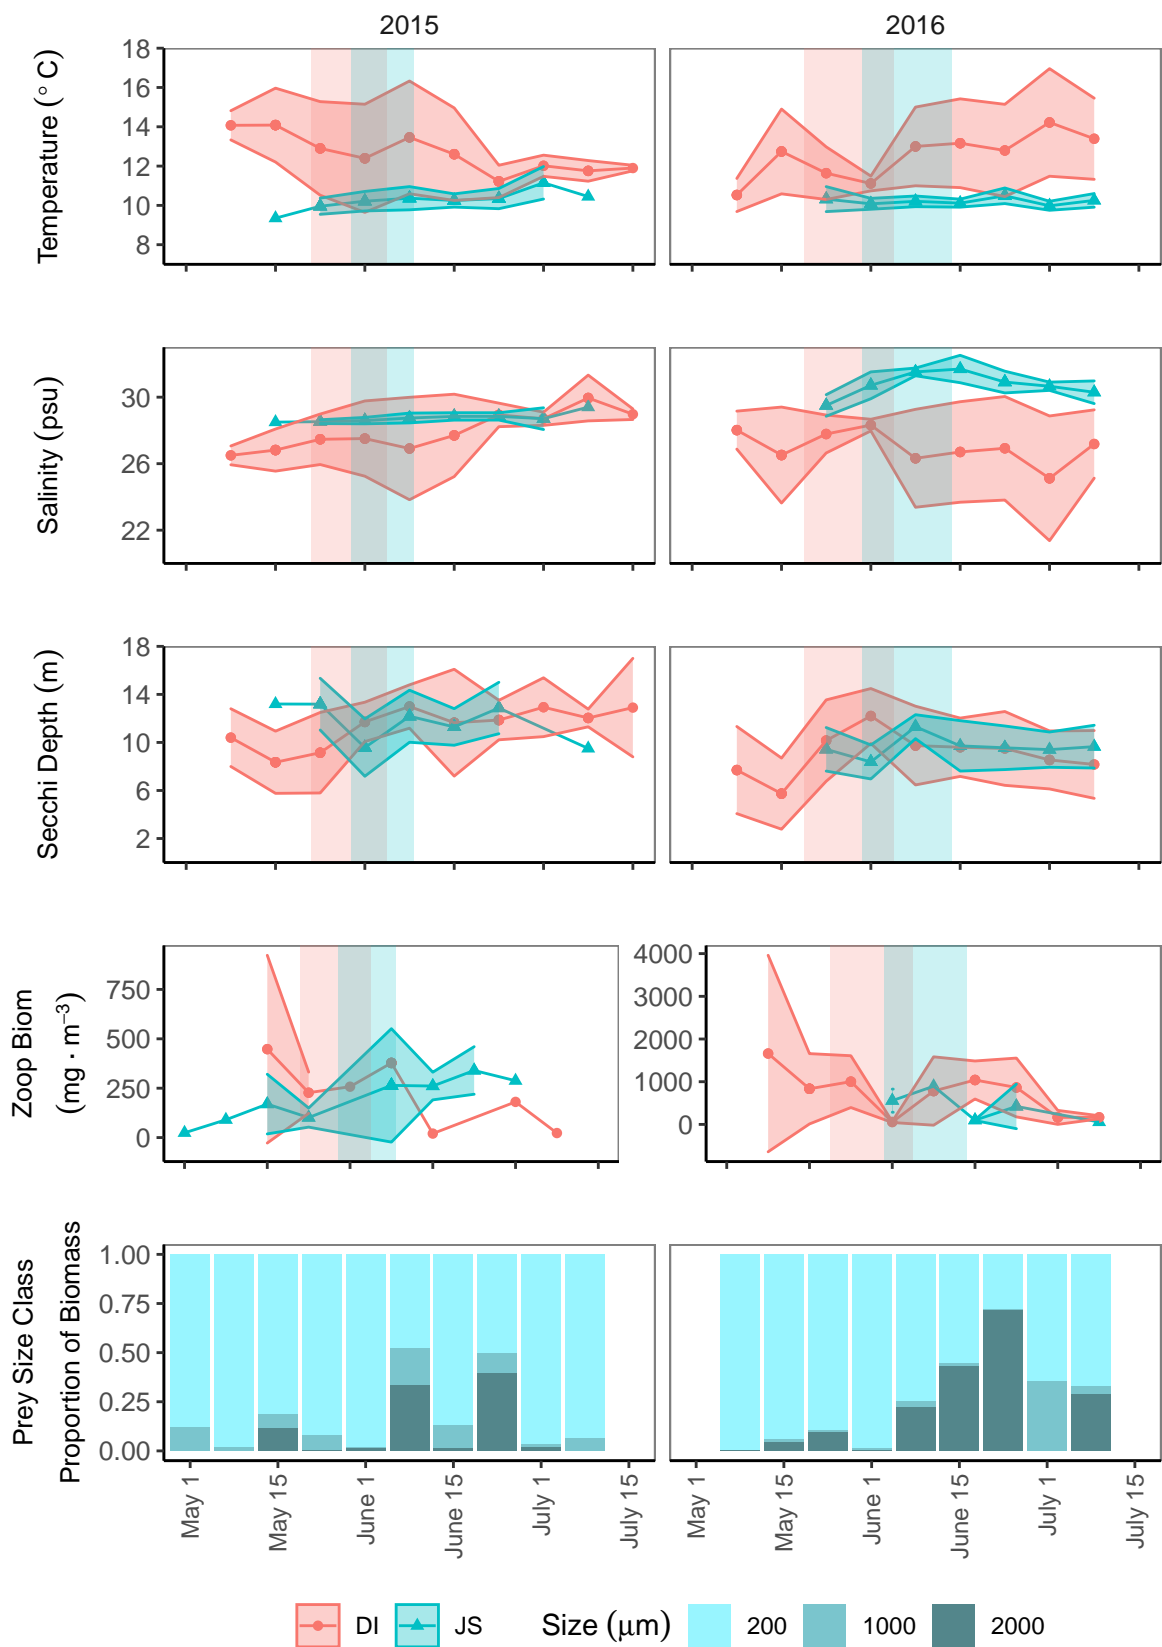 2015 2016
Temperature (° C)
18
16
14
12
10
8
Salinity (psu)
30
26
22
Secchi Depth (m)
18
14
10
6
2
Zoop Biom
(mg · m⁻³)
750
500
250
0
4000
3000
2000
1000
0
Prey Size Class
Proportion of Biomass
1.00
0.75
0.50
0.25
0.00
May 1 May 15 June 1 June 15 July 1 July 15
May 1 May 15 June 1 June 15 July 1 July 15
DI JS Size (μm) 200 1000 2000